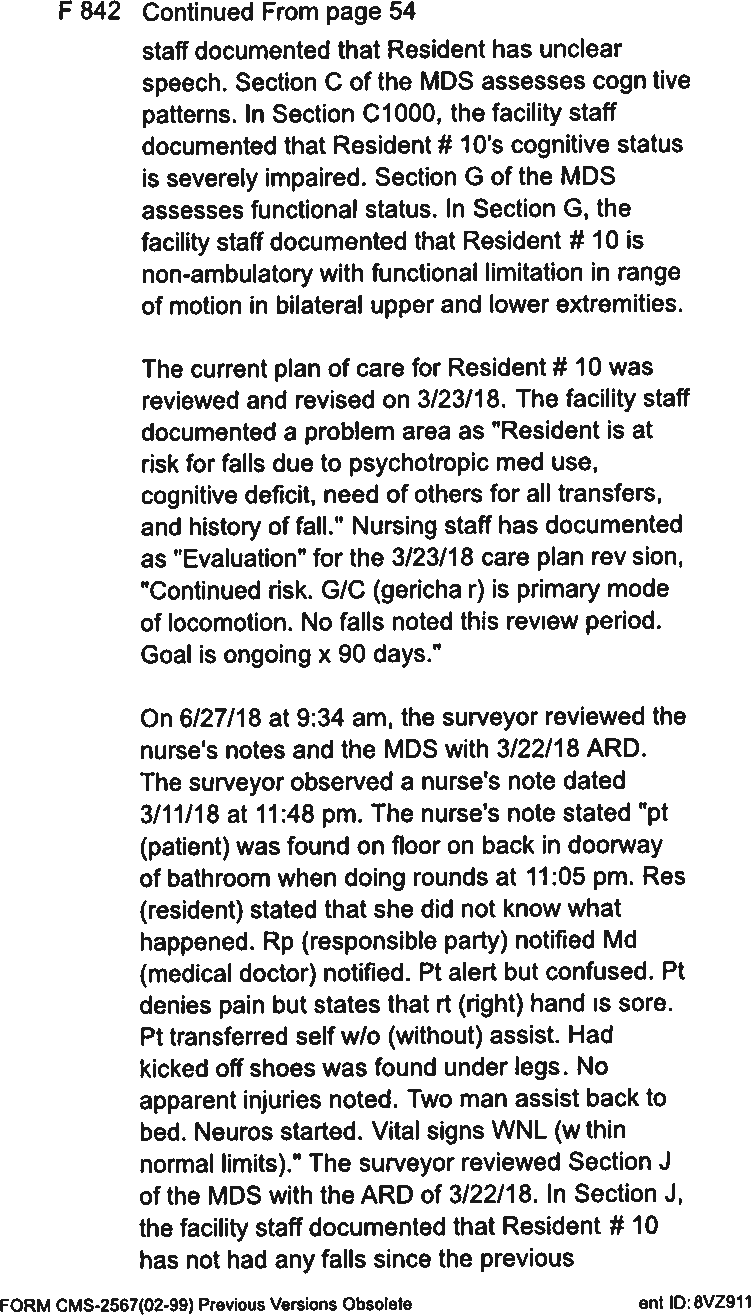 F 842 Continued From page 54
staff documented that Resident has unclear
speech. Section C of the MDS assesses cogn tive
patterns. In Section C1000, the facility staff
documented that Resident # 10's cognitive status
is severely impaired. Section G of the MDS
assesses functional status. In Section G, the
facility staff documented that Resident # 10 is
non-ambulatory with functional limitation in range
of motion in bilateral upper and lower extremities.
The current plan of care for Resident # 10 was
reviewed and revised on 3/23/18. The facility staff
documented a problem area as "Resident is at
risk for falls due to psychotropic med use,
cognitive deficit, need of others for all transfers,
and history of fall." Nursing staff has documented
as "Evaluation" for the 3/23/18 care plan rev sion,
"Continued risk. G/C (gericha r) is primary mode
of locomotion. No falls noted this review period.
Goal is ongoing x 90 days."
On 6/27/18 at 9:34 am, the surveyor reviewed the
nurse's notes and the MDS with 3/22/18 ARD.
The surveyor observed a nurse's note dated
3/11/18 at 11:48 pm. The nurse's note stated "pt
(patient) was found on floor on back in doorway
of bathroom when doing rounds at 11:05 pm. Res
(resident) stated that she did not know what
happened. Rp (responsible party) notified Md
(medical doctor) notified. Pt alert but confused. Pt
denies pain but states that rt (right) hand is sore.
Pt transferred self w/o (without) assist. Had
kicked off shoes was found under legs. No
apparent injuries noted. Two man assist back to
bed. Neuros started. Vital signs WNL (w thin
normal limits)." The surveyor reviewed Section J
of the MDS with the ARD of 3/22/18. In Section J,
the facility staff documented that Resident # 10
has not had any falls since the previous
FORM CMS-2567(02-99) Previous Versions Obsolete ent ID: 8VZ911